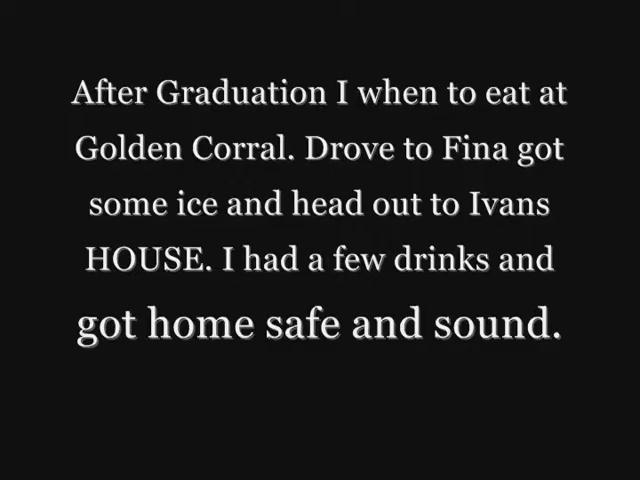 After Graduation I when to eat at
Golden Corral. Drove to Fina got
some ice and head out to Ivans
HOUSE. I had a few drinks and
got home safe and sound.